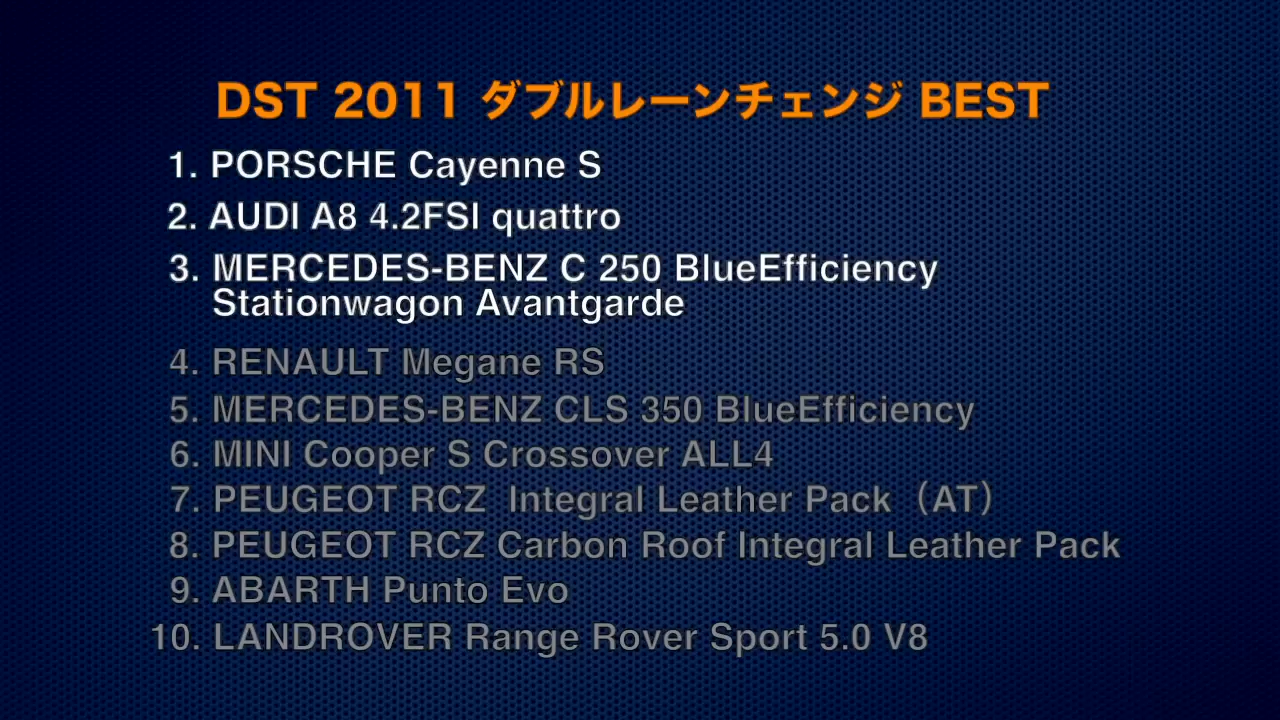 DST 2011 ダブルレーンチェンジ BEST
1. PORSCHE Cayenne S
2. AUDI A8 4.2FSI quattro
3. MERCEDES-BENZ C 250 BlueEfficiency
Stationwagon Avantgarde
4. RENAULT Megane RS
5. MERCEDES-BENZ CLS 350 BlueEfficiency
6. MINI Cooper S Crossover ALL4
7. PEUGEOT RCZ  Integral Leather Pack（AT）
8. PEUGEOT RCZ Carbon Roof Integral Leather Pack
9. ABARTH Punto Evo
10. LANDROVER Range Rover Sport 5.0 V8